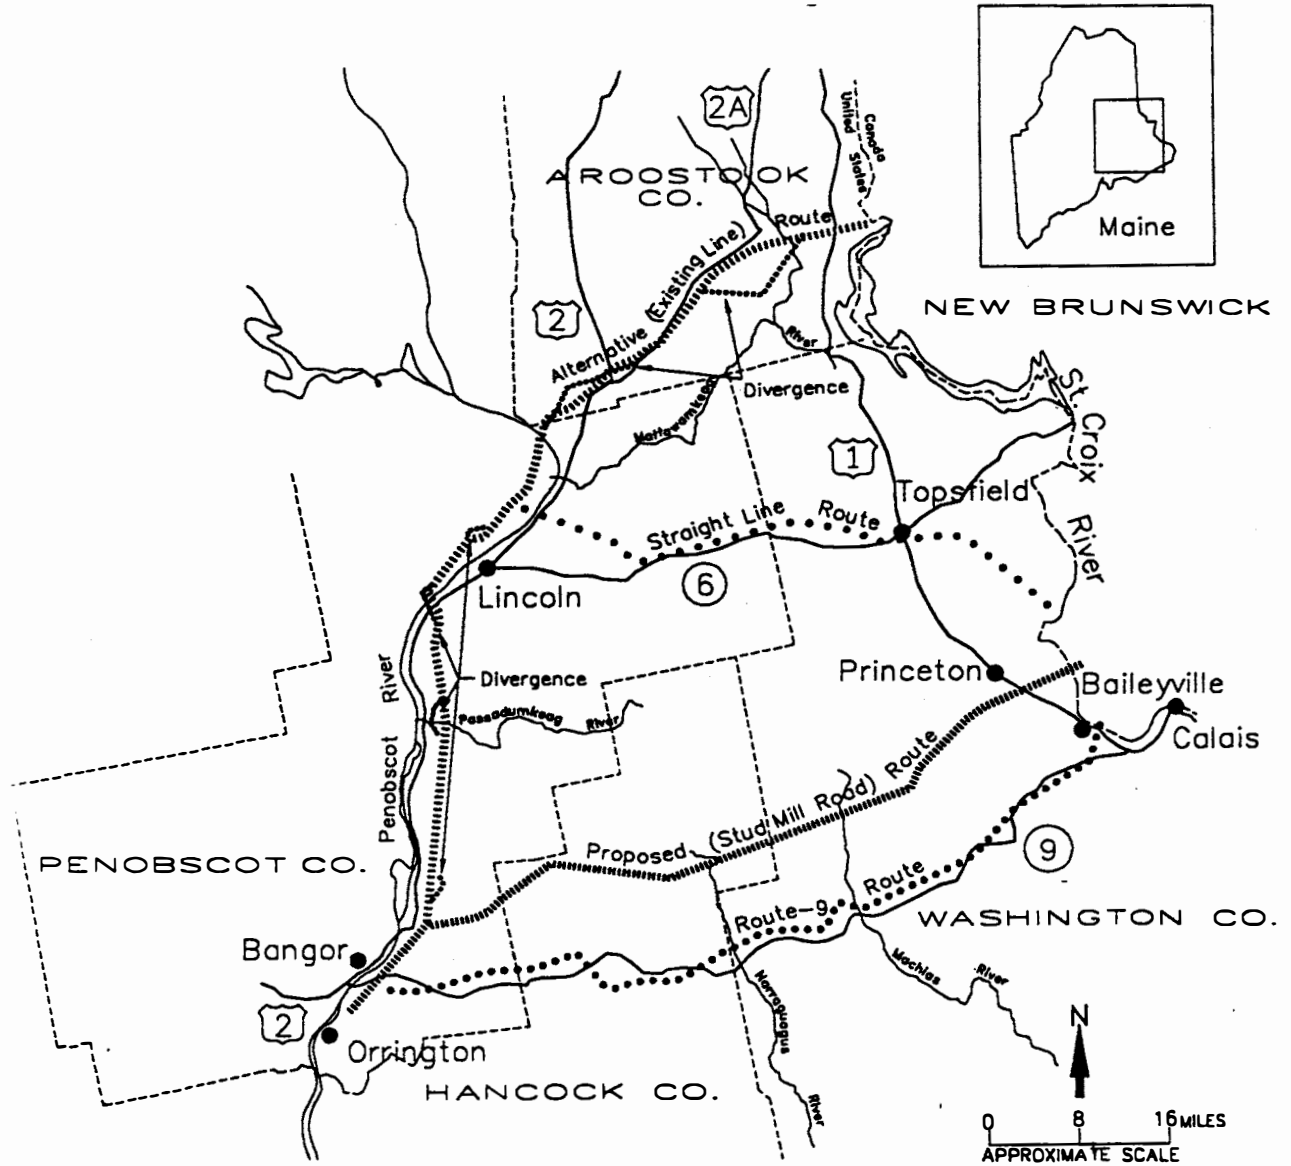 2A
United States
Canada
AROOSTOOK
CO.
Maine
Alternative (Existing Line) Route
NEW BRUNSWICK
2
River
Divergence
Mattawamkeag
St. Croix River
1
Topsfield
Straight Line Route
6
Lincoln
Princeton
Baileyville
Calais
Penobscot River
Divergence
Passadumkeag River
Proposed (Stud Mill Road) Route
PENOBSCOT CO.
9
Route-9 Route
WASHINGTON CO.
Bangor
Machias River
Narraguagus River
2
Orrington
HANCOCK CO.
N
0 8 16 MILES
APPROXIMATE SCALE